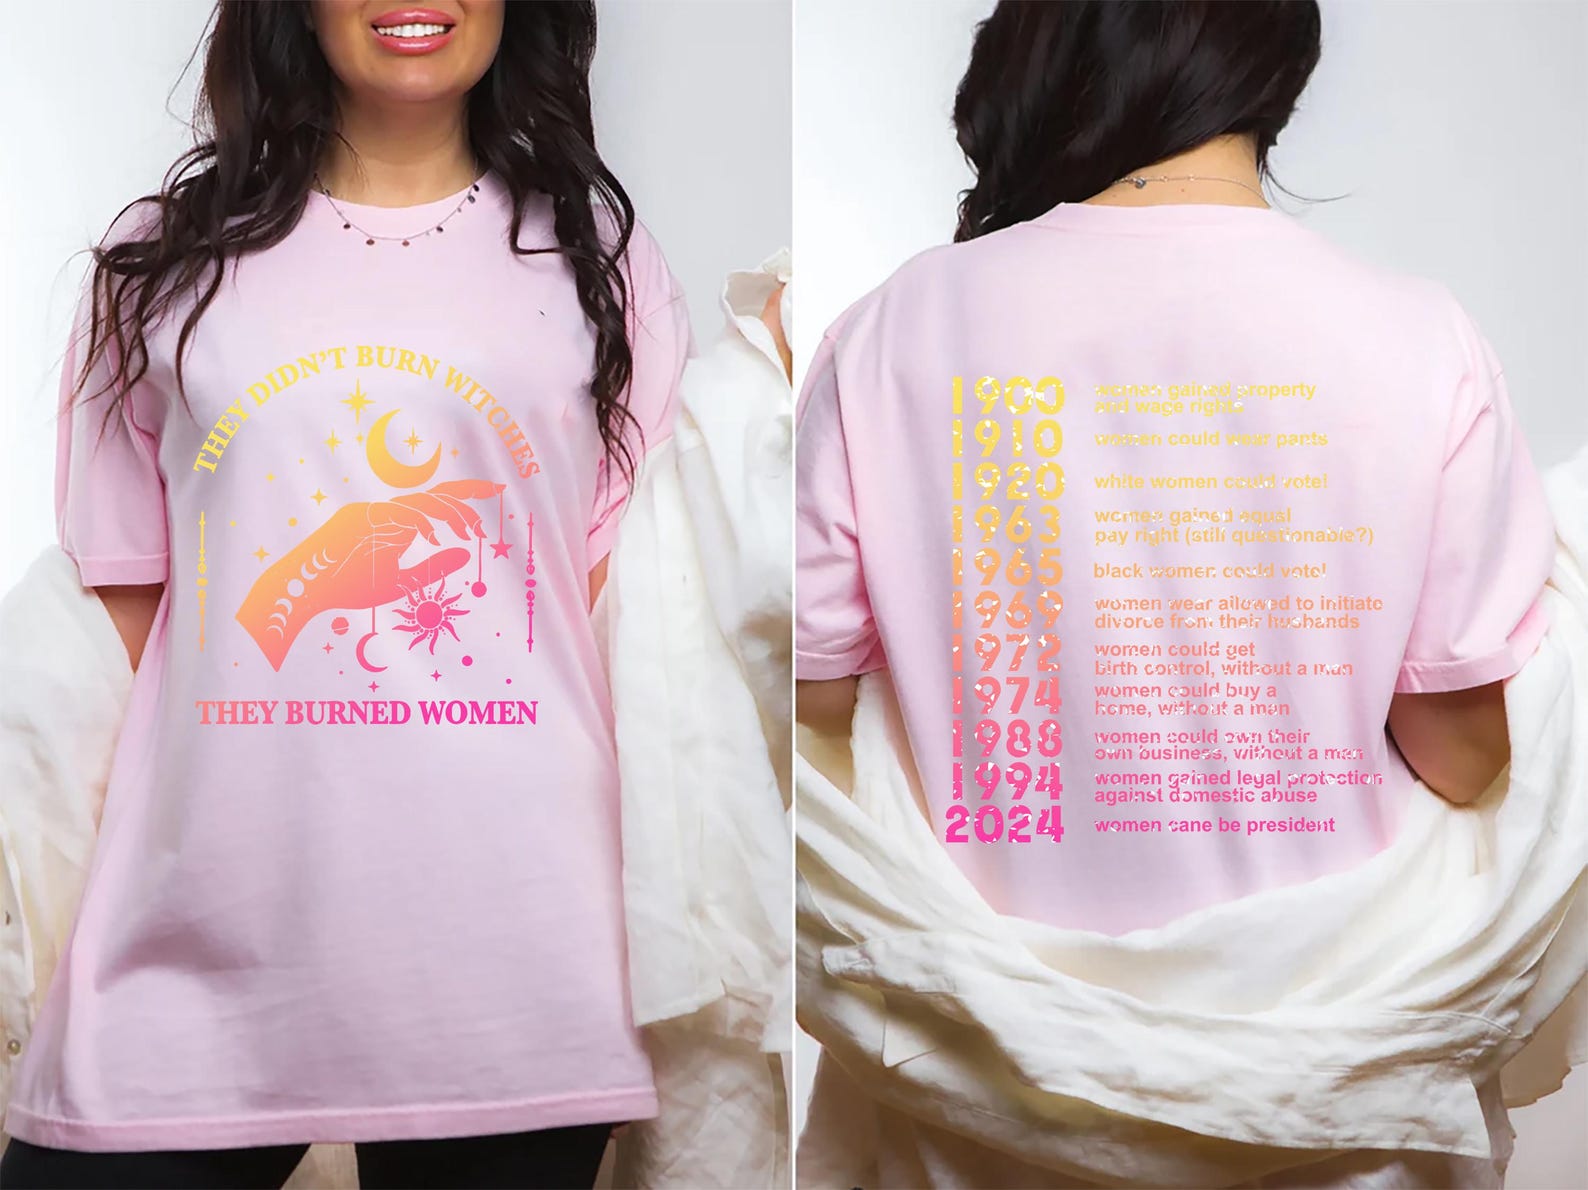 THEY DIDN'T BURN WITCHES
THEY BURNED WOMEN
1900 women gained property
and wage rights
1910 women could wear pants
1920 white women could vote!
1963 women gained equal
pay right (still questionable?)
1965 black women could vote!
1969 women wear allowed to initiate
divorce from their husbands
1972 women could get
birth control, without a man
1974 women could buy a
home, without a man
1988 women could own their
own business, without a man
1994 women gained legal protection
against domestic abuse
2024 women cane be president